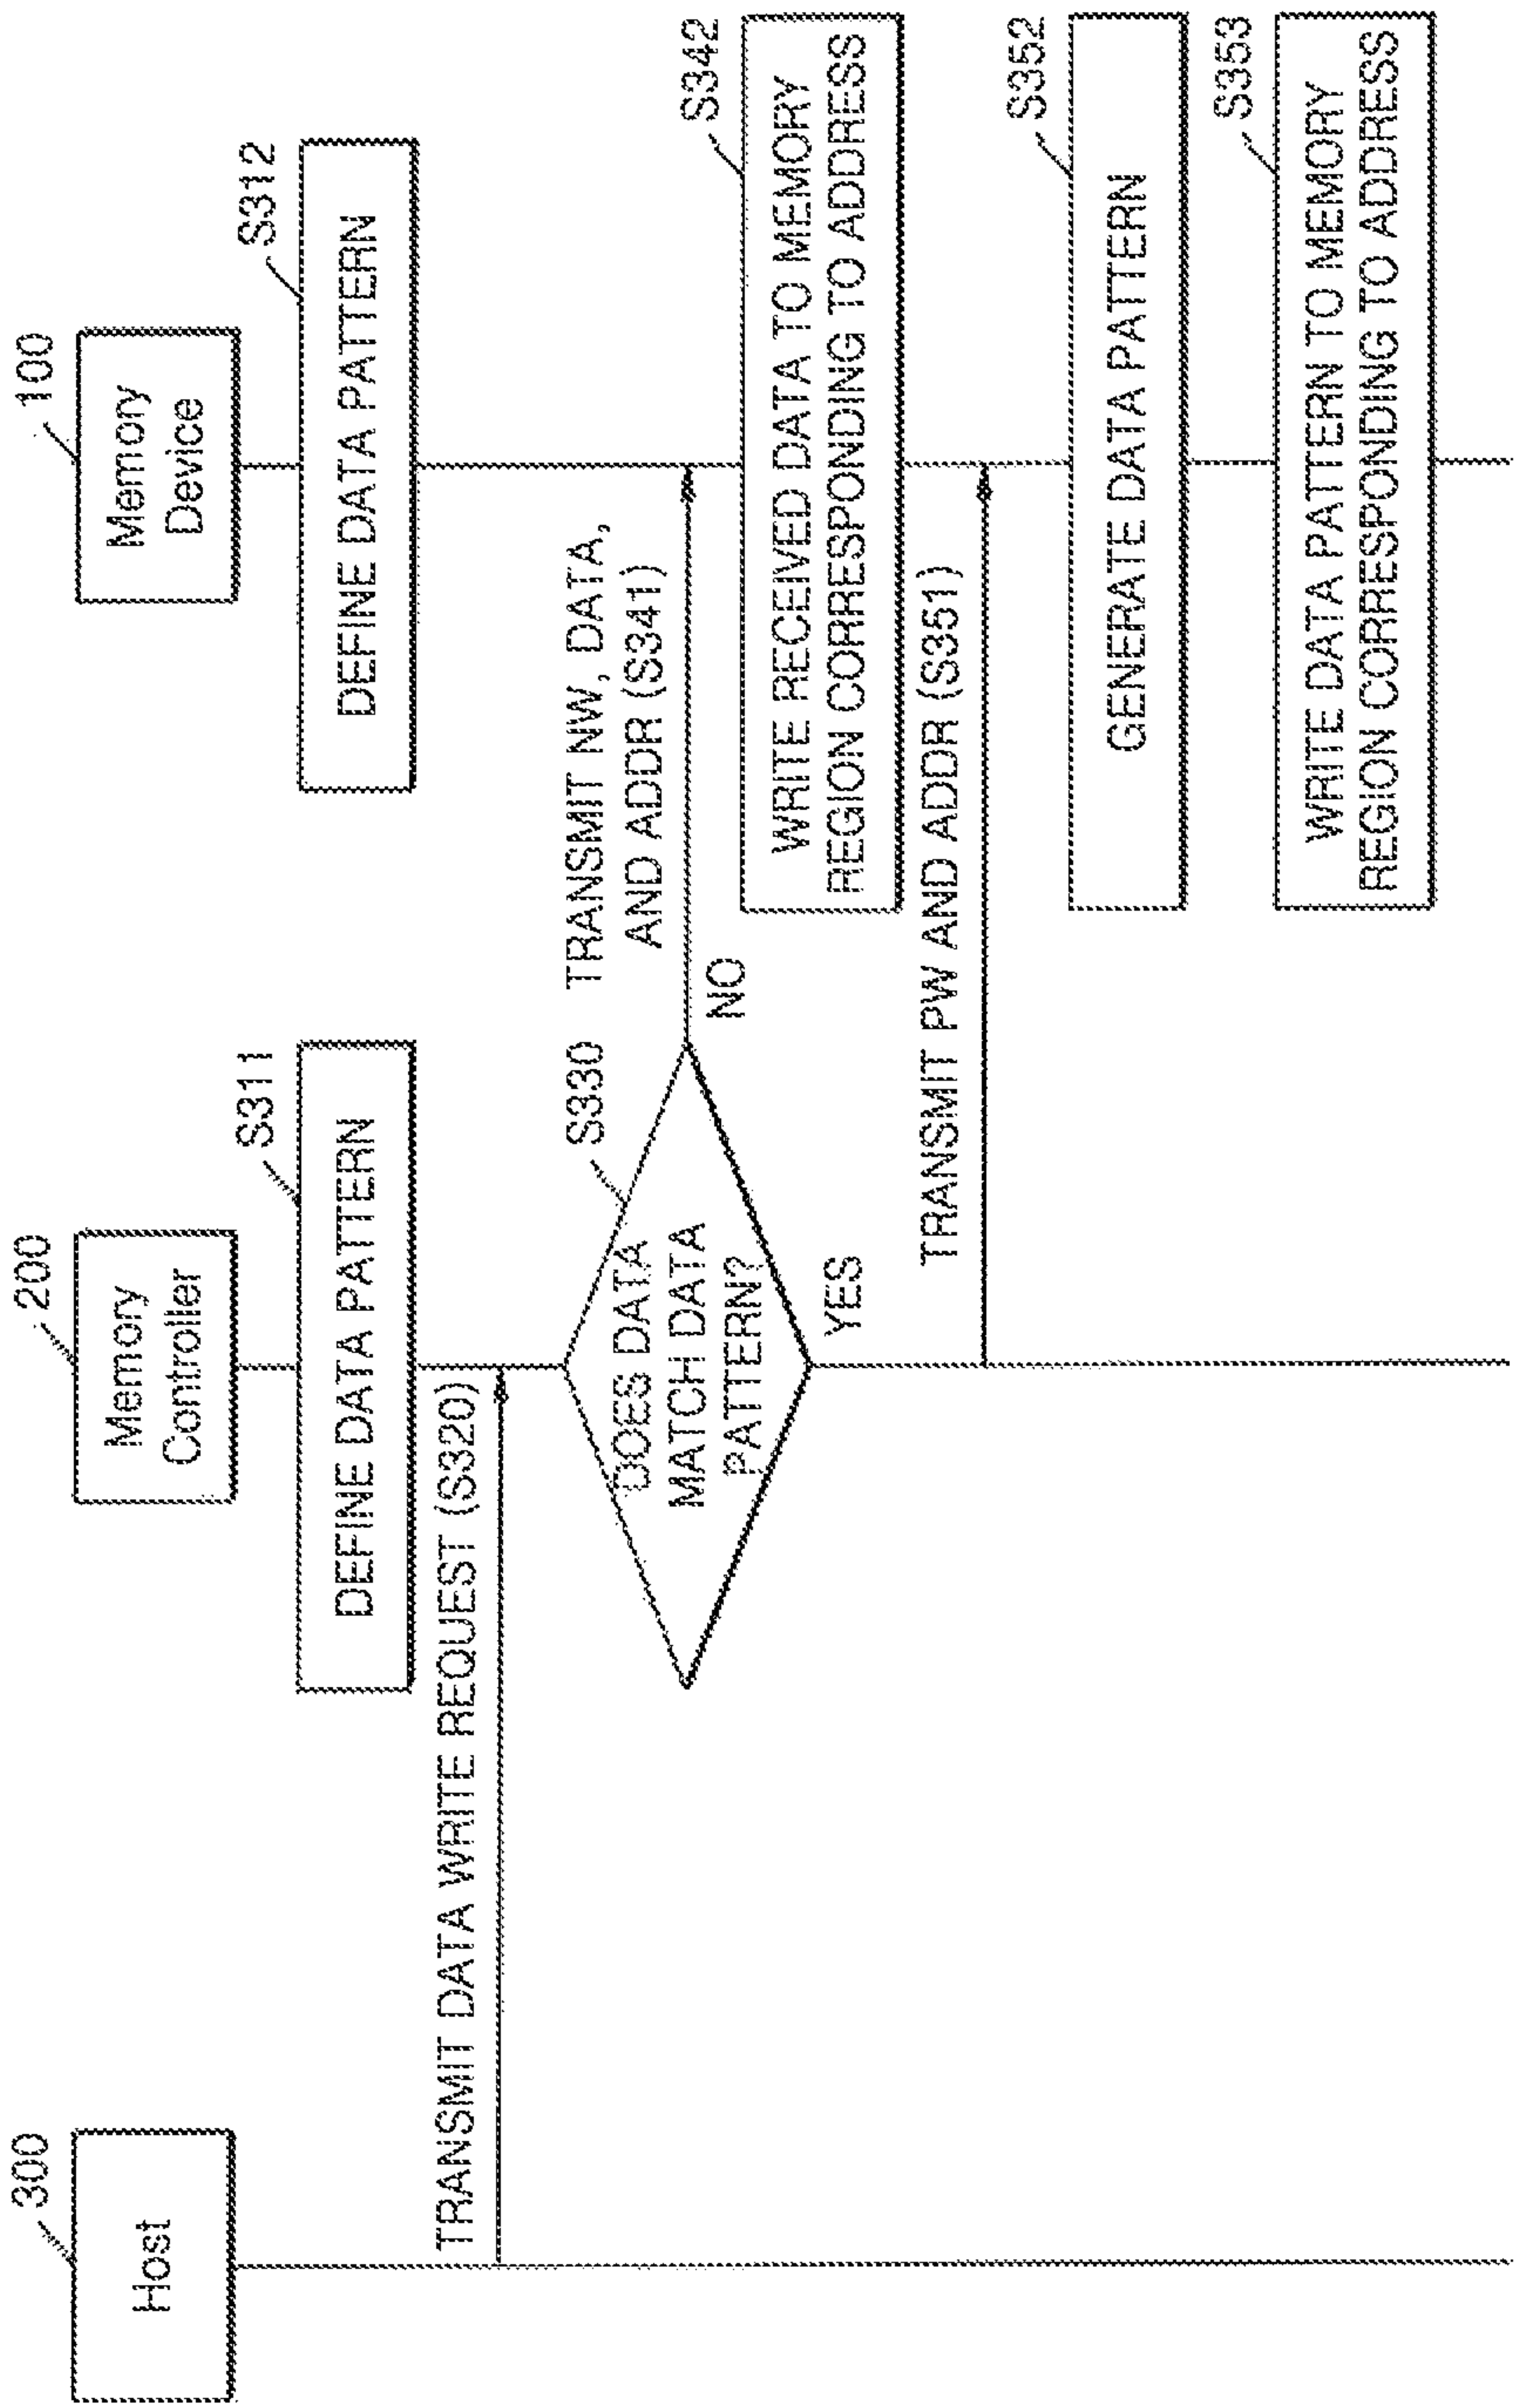 300
Host
200
Memory
Controller
100
Memory
Device
S311
DEFINE DATA PATTERN
S312
DEFINE DATA PATTERN
TRANSMIT DATA WRITE REQUEST (S320)
S330
DOES DATA
MATCH DATA
PATTERN?
TRANSMIT NW, DATA,
AND ADDR (S341)
NO
S342
WRITE RECEIVED DATA TO MEMORY
REGION CORRESPONDING TO ADDRESS
YES
TRANSMIT PW AND ADDR (S351)
S352
GENERATE DATA PATTERN
S353
WRITE DATA PATTERN TO MEMORY
REGION CORRESPONDING TO ADDRESS